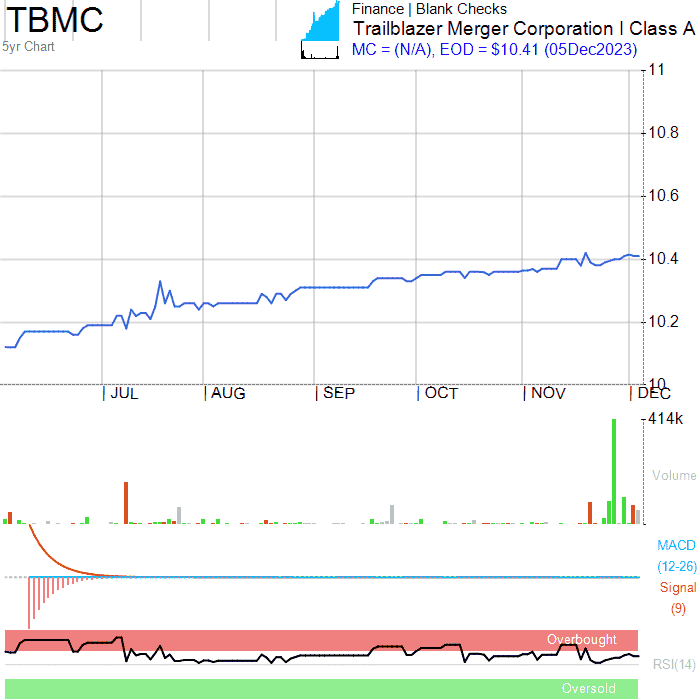 TBMC
5yr Chart
Finance | Blank Checks
Trailblazer Merger Corporation I Class A
MC = (N/A), EOD = $10.41 (05Dec2023)
11
10.8
10.6
10.4
10.2
10
JUL AUG SEP OCT NOV DEC
414k
Volume
MACD
(12-26)
Signal
(9)
Overbought
RSI(14)
Oversold